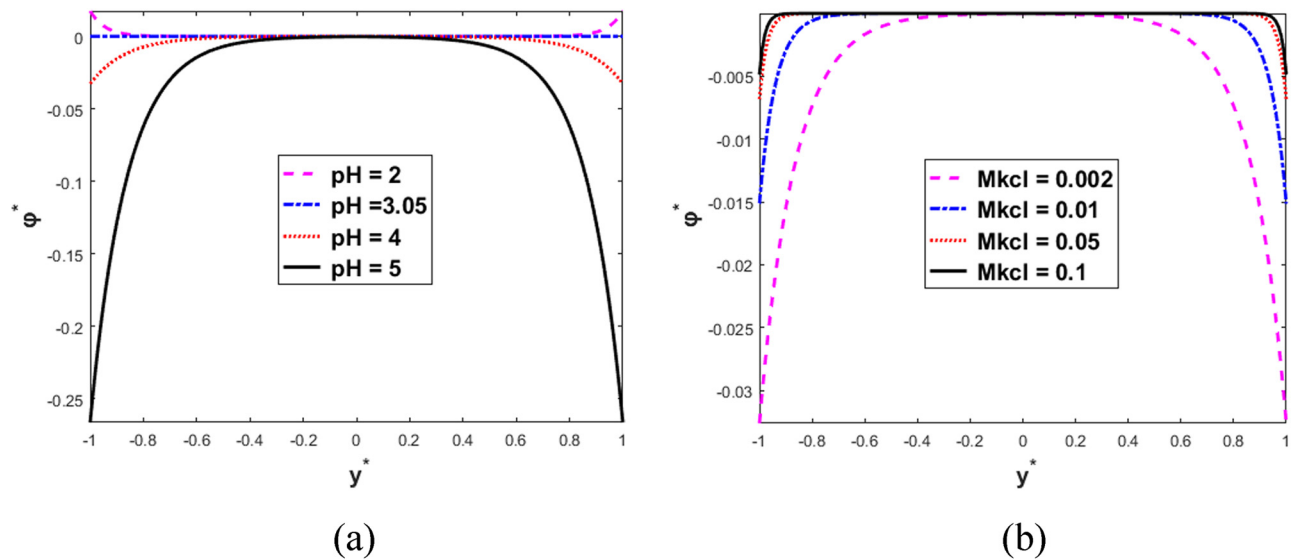 0
-0.05
-0.1
-0.15
-0.2
-0.25
φ*
pH = 2
pH =3.05
pH = 4
pH = 5
-1 -0.8 -0.6 -0.4 -0.2 0 0.2 0.4 0.6 0.8 1
y*
(a)
-0.005
-0.01
-0.015
-0.02
-0.025
-0.03
φ*
Mkcl = 0.002
Mkcl = 0.01
Mkcl = 0.05
Mkcl = 0.1
-1 -0.8 -0.6 -0.4 -0.2 0 0.2 0.4 0.6 0.8 1
y*
(b)